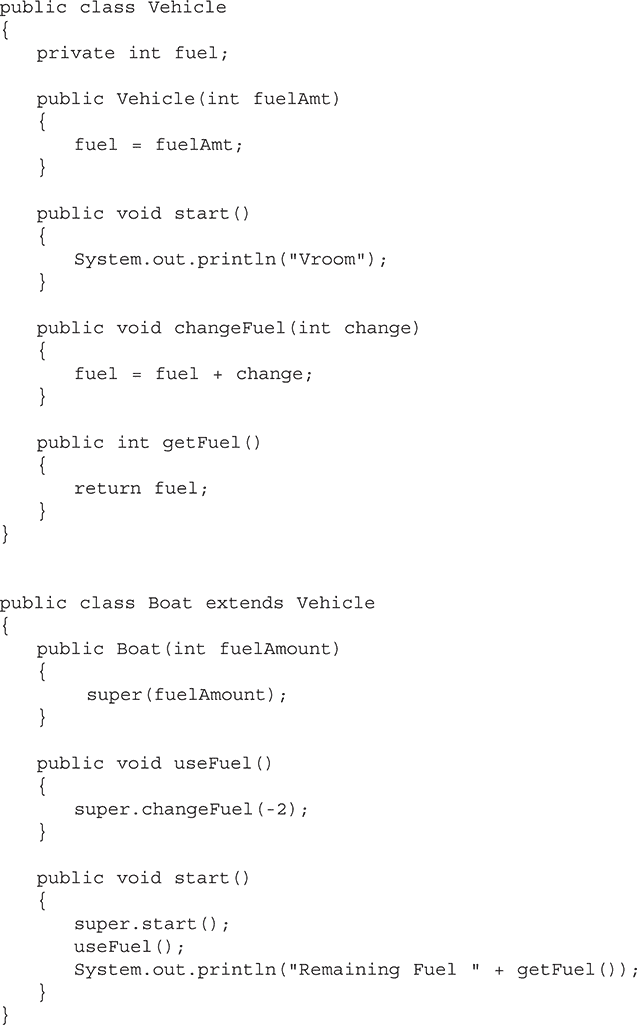 public class Vehicle
{
private int fuel;
public Vehicle(int fuelAmt)
{
fuel = fuelAmt;
}
public void start()
{
System.out.println("Vroom");
}
public void changeFuel(int change)
{
fuel = fuel + change;
}
public int getFuel()
{
return fuel;
}
}
public class Boat extends Vehicle
{
public Boat(int fuelAmount)
{
super(fuelAmount);
}
public void useFuel()
{
super.changeFuel(-2);
}
public void start()
{
super.start();
useFuel();
System.out.println("Remaining Fuel " + getFuel());
}
}